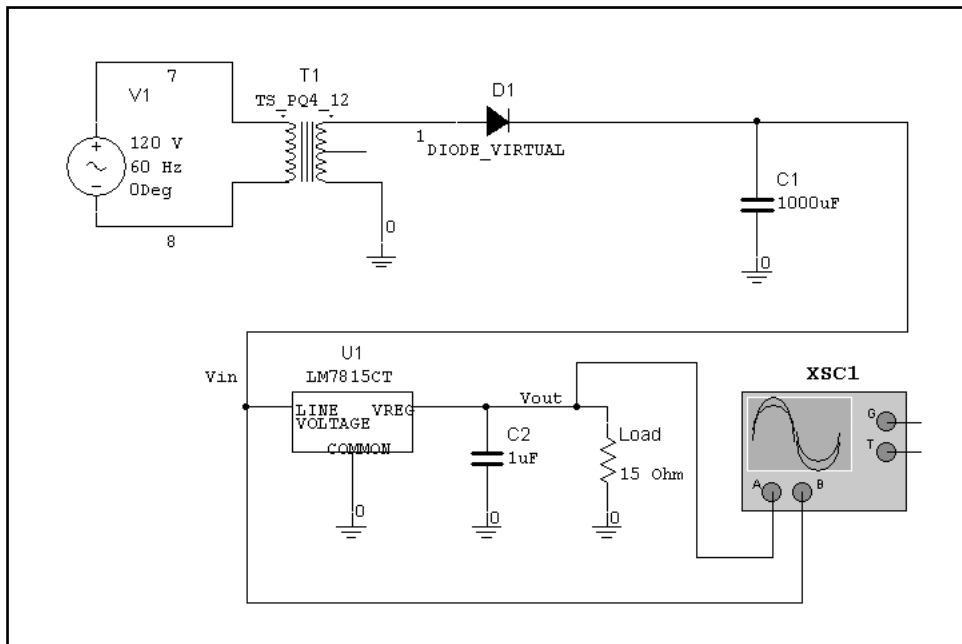 7
V1
T1
TS_PQ4_12
D1
120 V
60 Hz
0Deg
1
DIODE_VIRTUAL
C1
1000uF
0
8
0
U1
Vin
LM7815CT
XSC1
LINE VREG
VOLTAGE
COMMON
Vout
C2
1uF
Load
15 Ohm
G
T
A B
0
0
0